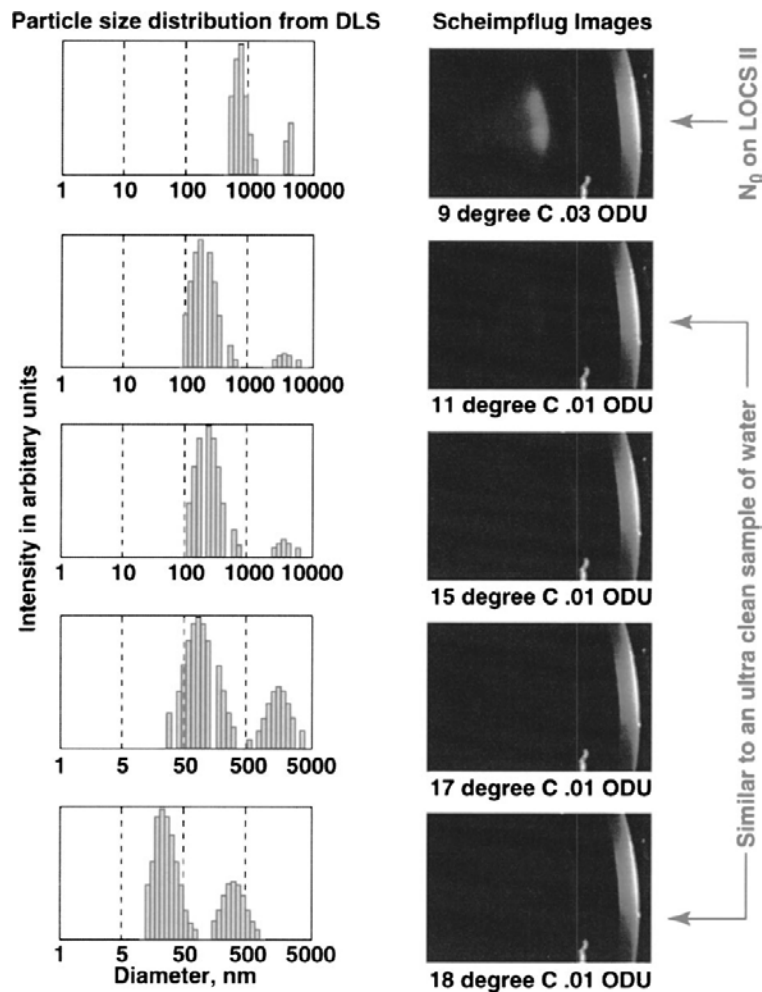 Particle size distribution from DLS
Scheimpflug Images
Intensity in arbitary units
1 10 100 1000 10000
9 degree C .03 ODU
N0 on LOCS II
1 10 100 1000 10000
11 degree C .01 ODU
1 10 100 1000 10000
15 degree C .01 ODU
Similar to an ultra clean sample of water
1 5 50 500 5000
17 degree C .01 ODU
1 5 50 500 5000
Diameter, nm
18 degree C .01 ODU